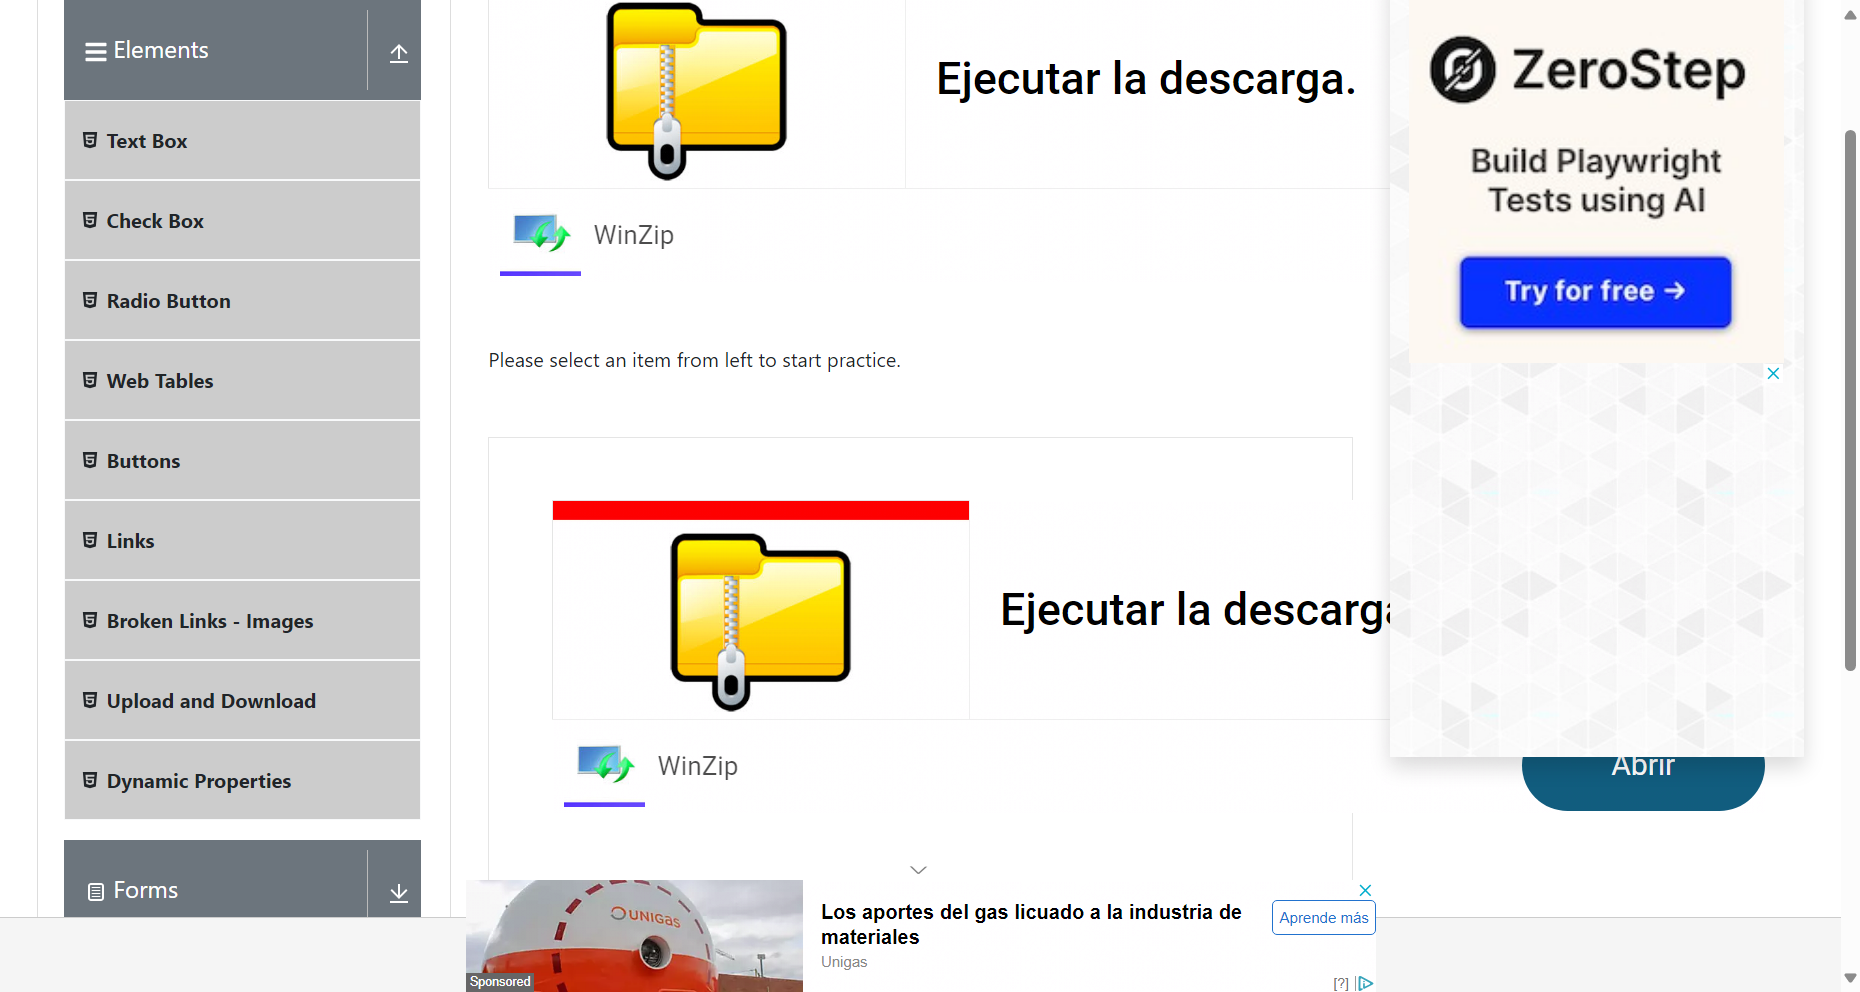 Elements
Text Box
Check Box
Radio Button
Web Tables
Buttons
Links
Broken Links - Images
Upload and Download
Dynamic Properties
Forms
Ejecutar la descarga.
WinZip
Please select an item from left to start practice.
Ejecutar la descarga
WinZip
ZeroStep
Build Playwright
Tests using AI
Try for free →
Abrir
UNIGAS
Sponsored
Los aportes del gas licuado a la industria de
materiales
Unigas
Aprende más
[?]